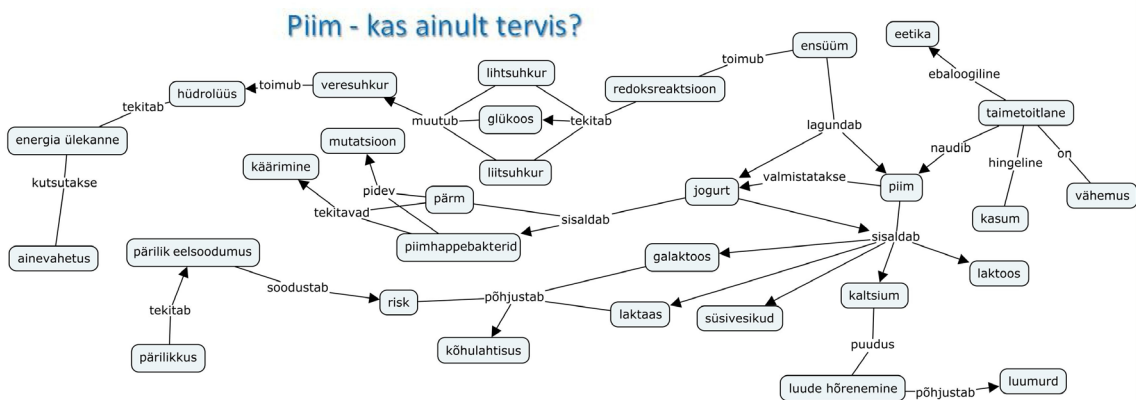 Piim - kas ainult tervis?
eetika
ensüüm
toimub
ebaloogiline
lihtsuhkur
veresuhkur
toimub
hüdrolüüs
redoksreaktsioon
tekitab
taimetoitlane
glükoos
muutub
tekitab
energia ülekanne
mutatsioon
lagundab
naudib
hingeline
on
käärimine
liitsuhkur
kutsutakse
pidev
pärm
jogurt
valmistatakse
piim
vähemus
tekitavad
sisaldab
kasum
piimhappebakterid
sisaldab
ainevahetus
pärilik eelsoodumus
galaktoos
laktoos
soodustab
risk
põhjustab
kaltsium
tekitab
laktaas
süsivesikud
pärilikkus
kõhulahtisus
puudus
luude hõrenemine
põhjustab
luumurd